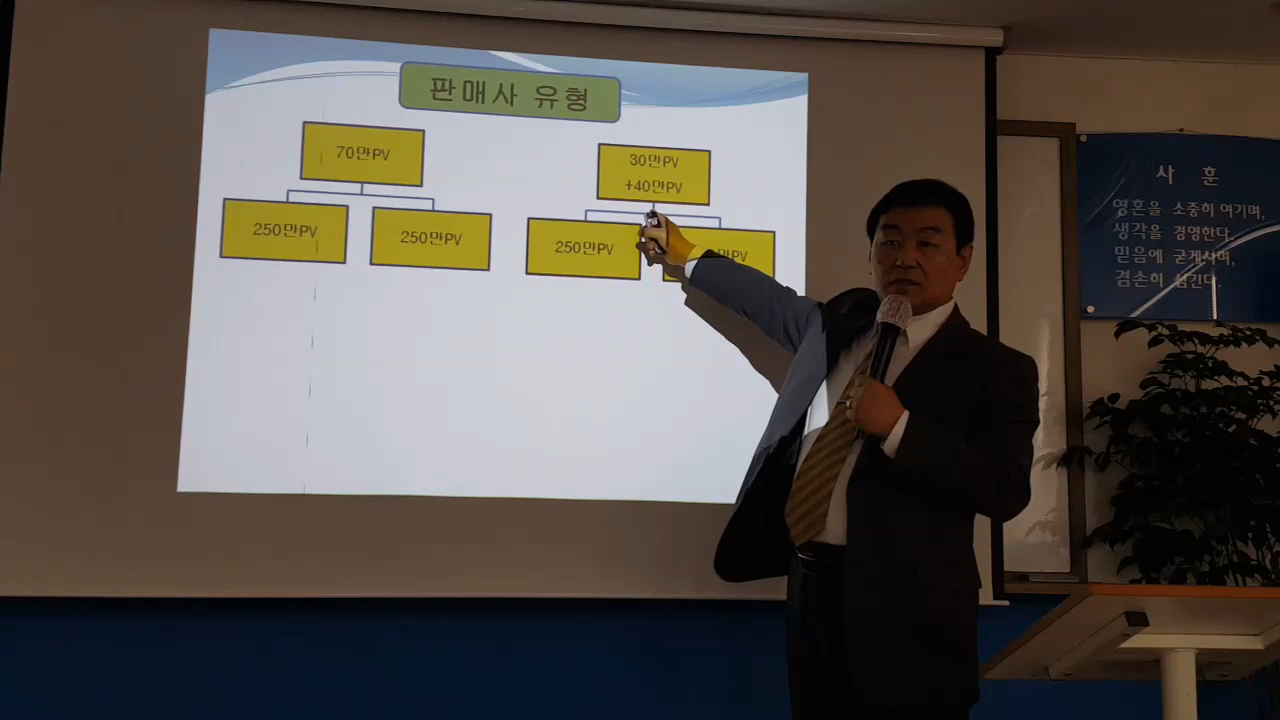 판매사 유형
70만PV
250만PV
250만PV
30만PV
+40만PV
250만PV
만PV
사 훈
영혼을 소중히 여기며,
생각을 경영한다
믿음에 굳게서며,
겸손히 섬긴다.